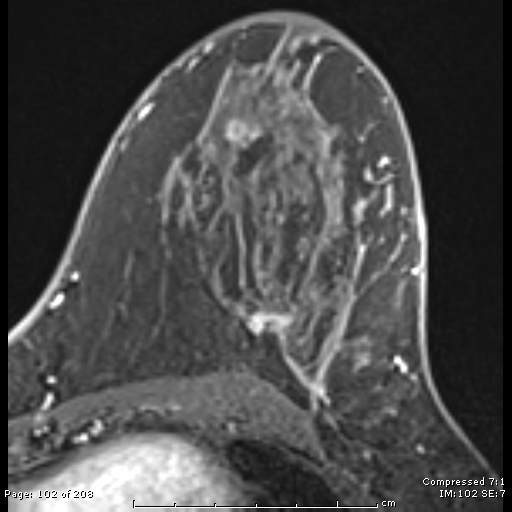 Compressed 7:1
Page: 102 of 208
IM:102 SE:7
cm